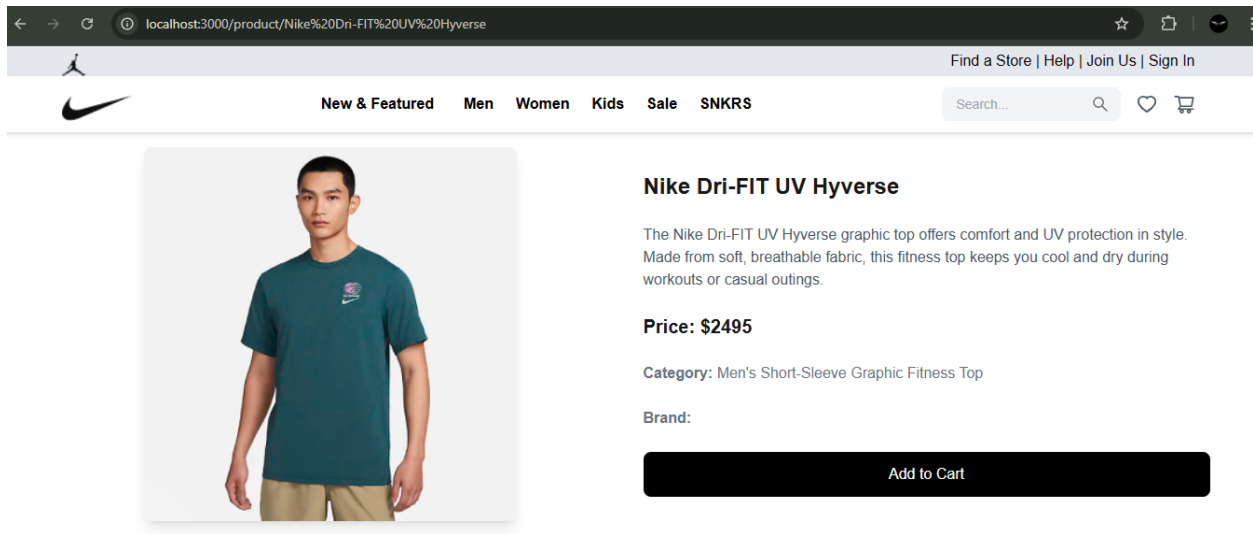 localhost:3000/product/Nike%20Dri-FIT%20UV%20Hyverse
Find a Store | Help | Join Us | Sign In
New & Featured Men Women Kids Sale SNKRS Search...
Nike Dri-FIT UV Hyverse
The Nike Dri-FIT UV Hyverse graphic top offers comfort and UV protection in style.
Made from soft, breathable fabric, this fitness top keeps you cool and dry during
workouts or casual outings.
Price: $2495
Category: Men's Short-Sleeve Graphic Fitness Top
Brand:
Add to Cart